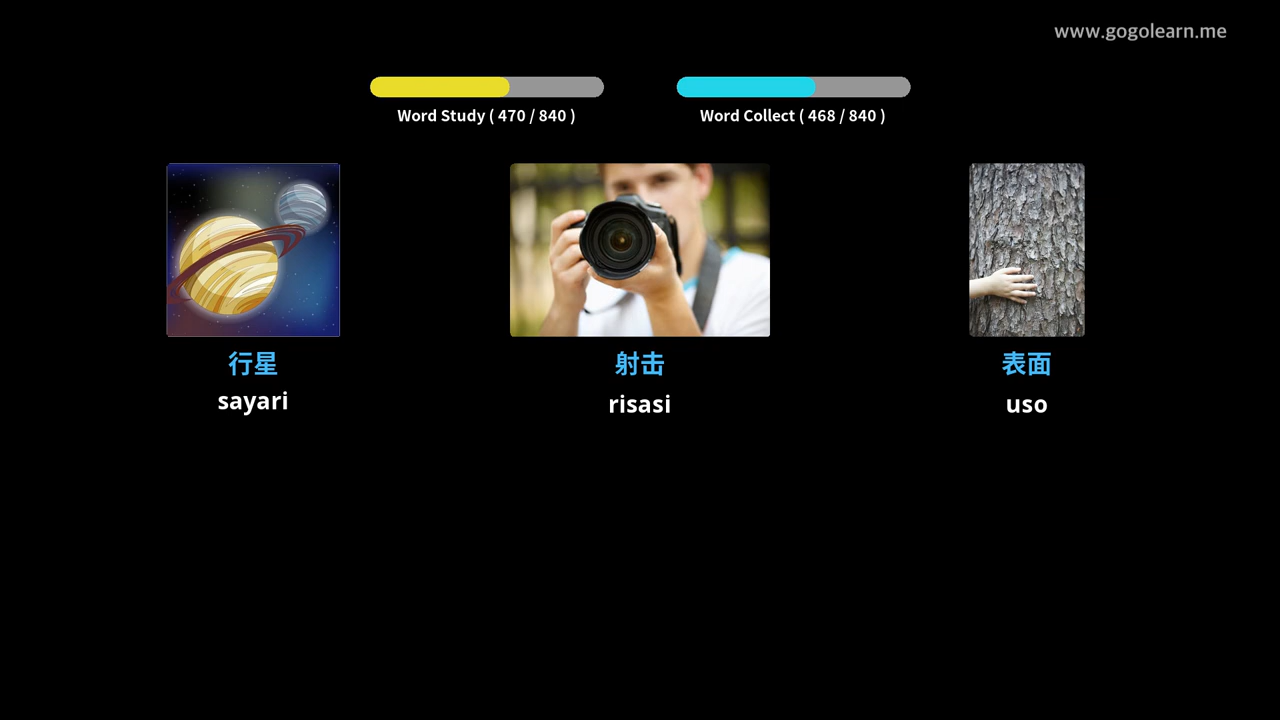 www.gogolearn.me
Word Study ( 470 / 840 )
Word Collect ( 468 / 840 )
行星
射击
表面
sayari
risasi
uso